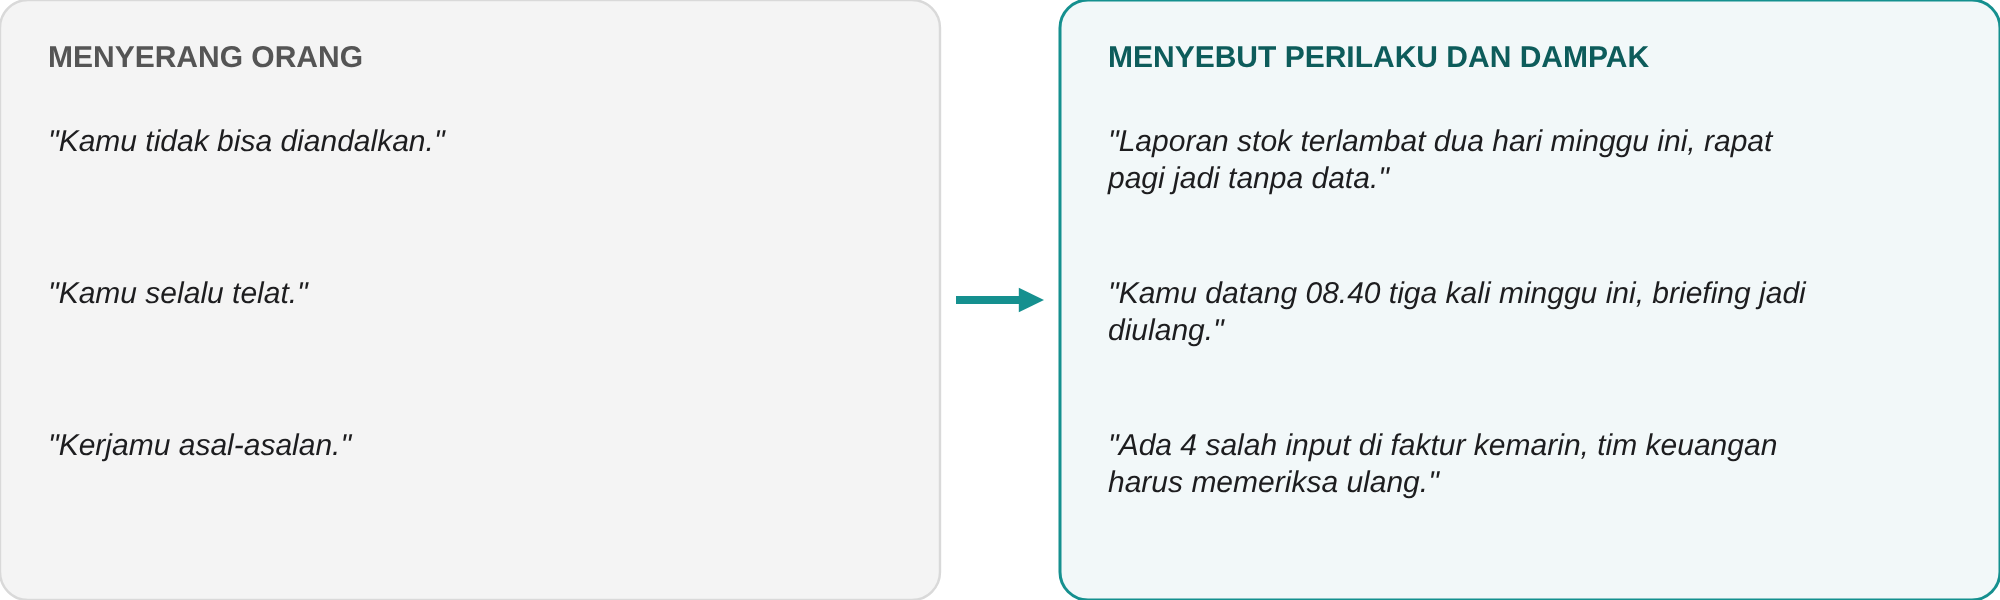 MENYERANG ORANG
"Kamu tidak bisa diandalkan."
"Kamu selalu telat."
"Kerjamu asal-asalan."
MENYEBUT PERILAKU DAN DAMPAK
"Laporan stok terlambat dua hari minggu ini, rapat
pagi jadi tanpa data."
"Kamu datang 08.40 tiga kali minggu ini, briefing jadi
diulang."
"Ada 4 salah input di faktur kemarin, tim keuangan
harus memeriksa ulang."